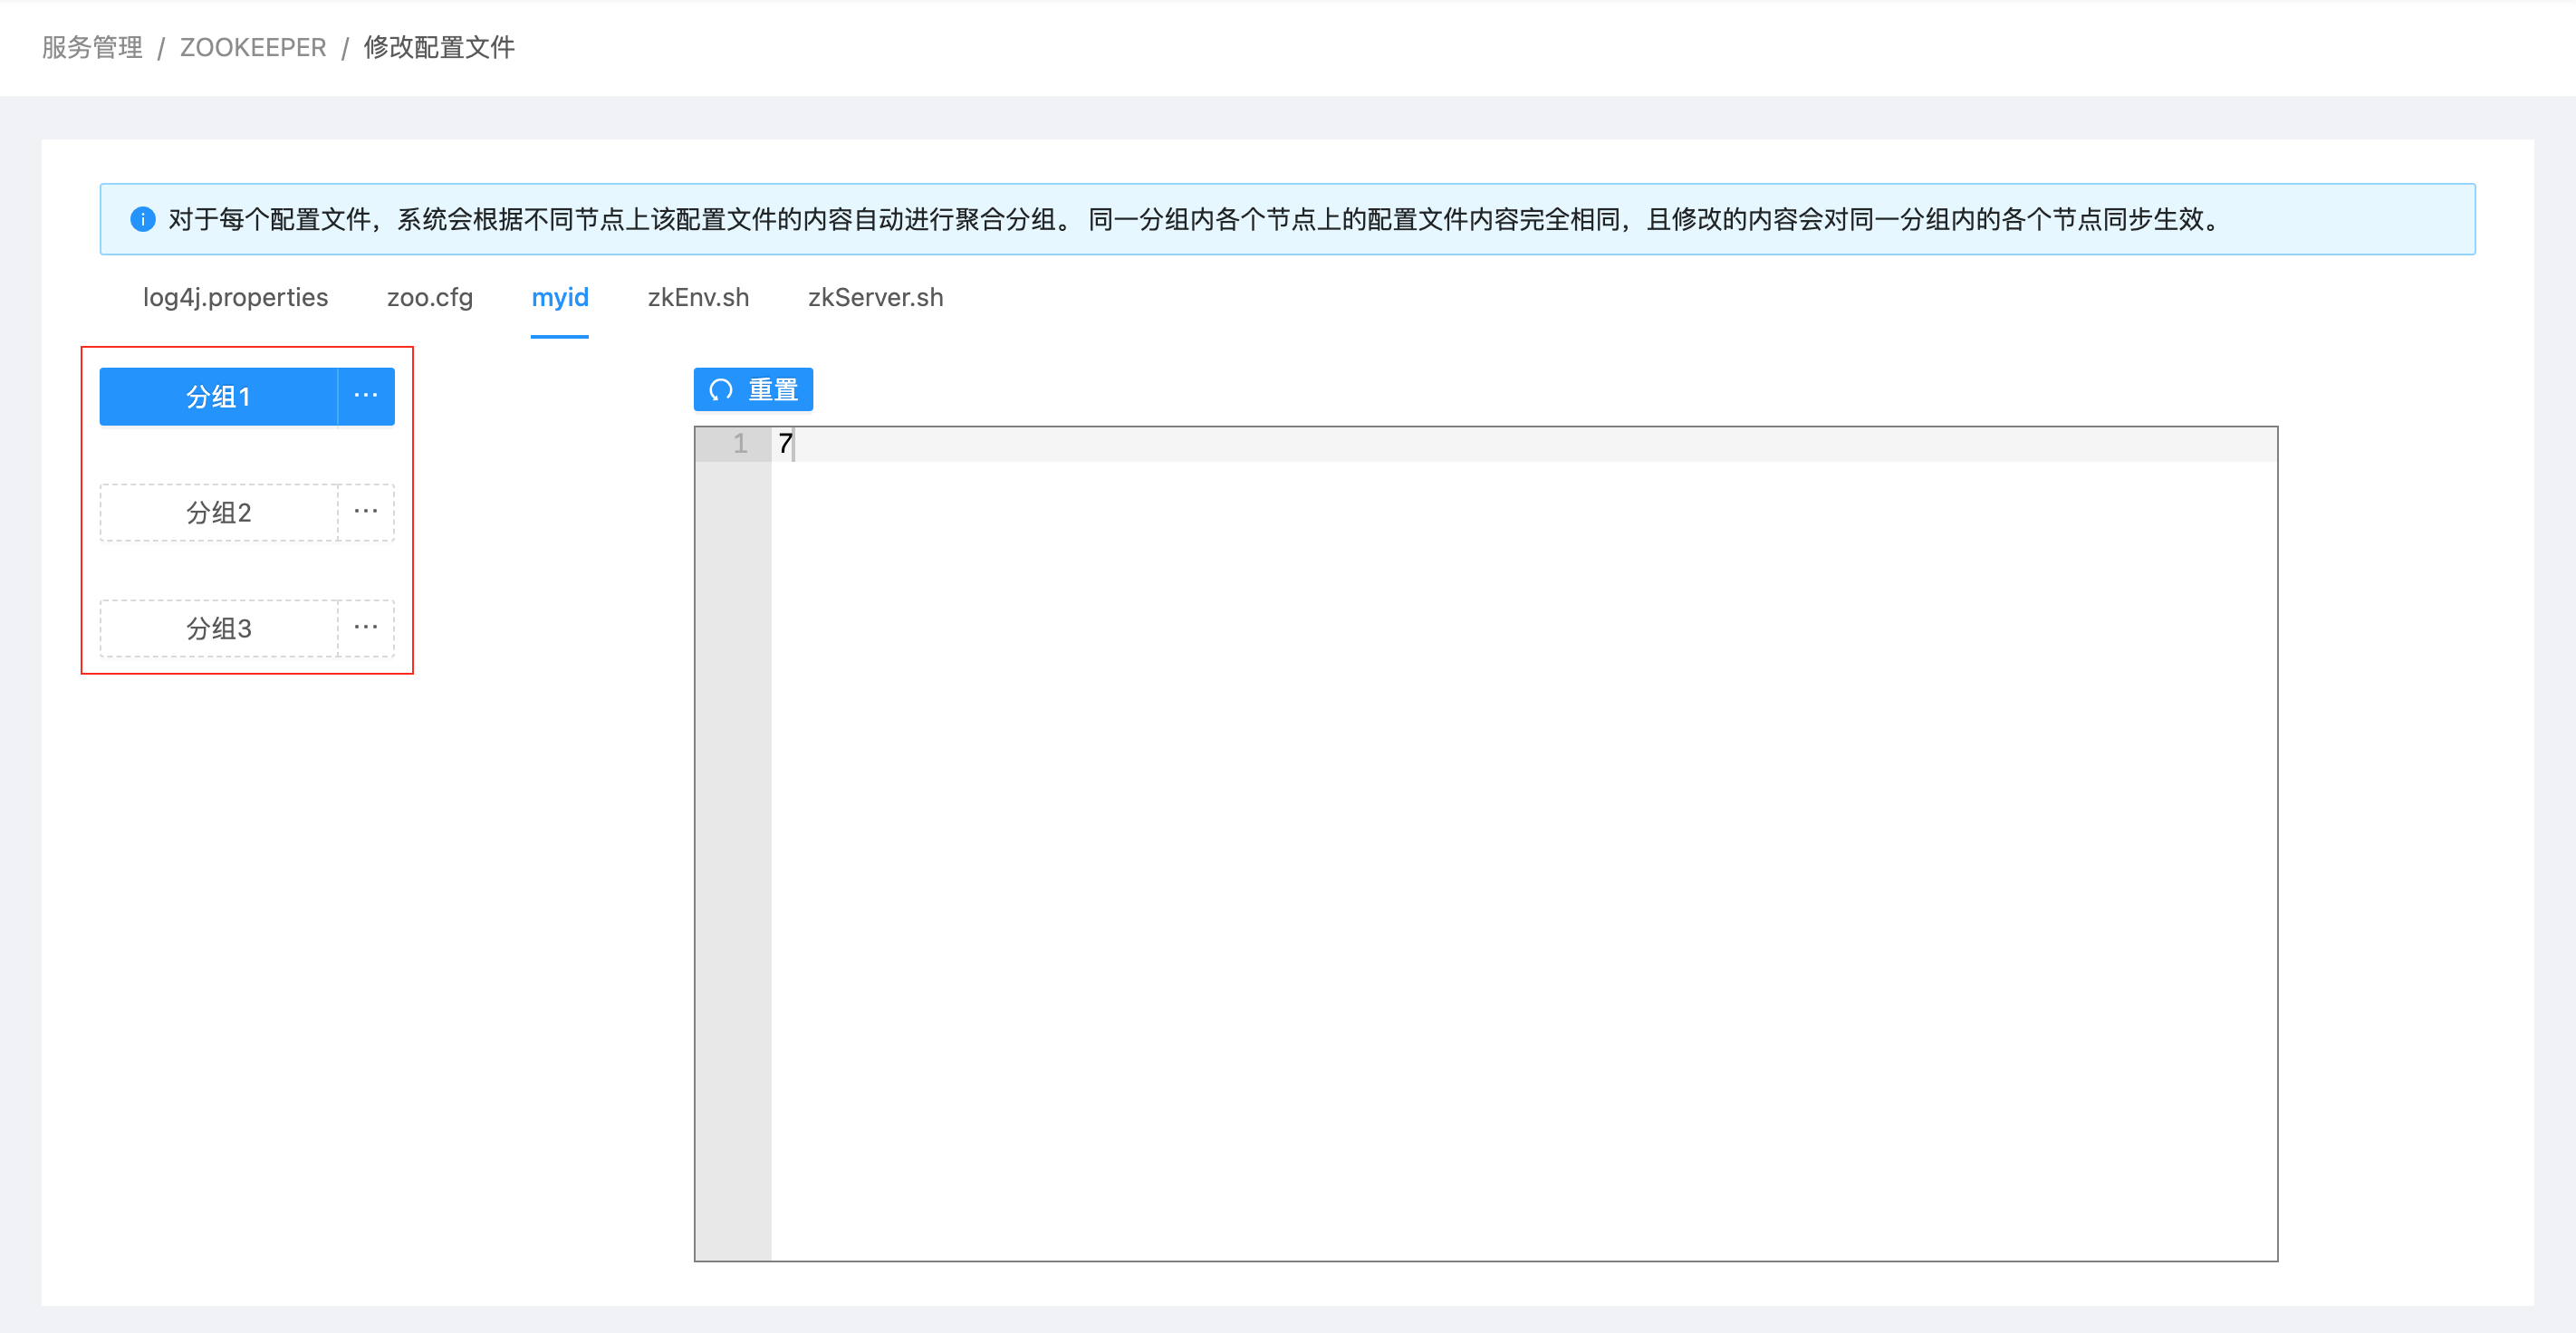 服务管理 / ZOOKEEPER / 修改配置文件
对于每个配置文件，系统会根据不同节点上该配置文件的内容自动进行聚合分组。 同一分组内各个节点上的配置文件内容完全相同，且修改的内容会对同一分组内的各个节点同步生效。
log4j.properties zoo.cfg myid zkEnv.sh zkServer.sh
分组1 ···
重置
1 7
分组2 ···
分组3 ···